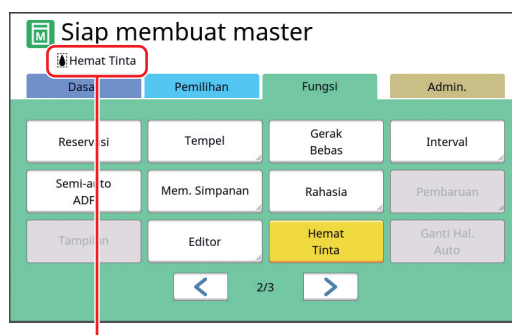 Siap membuat master
Hemat Tinta
Dasar Pemilihan Fungsi Admin.
Reservasi Tempel Gerak Bebas Interval
Semi-auto ADF Mem. Simpanan Rahasia Pembaruan
Tampilan Editor Hemat Tinta Ganti Hal. Auto
2/3